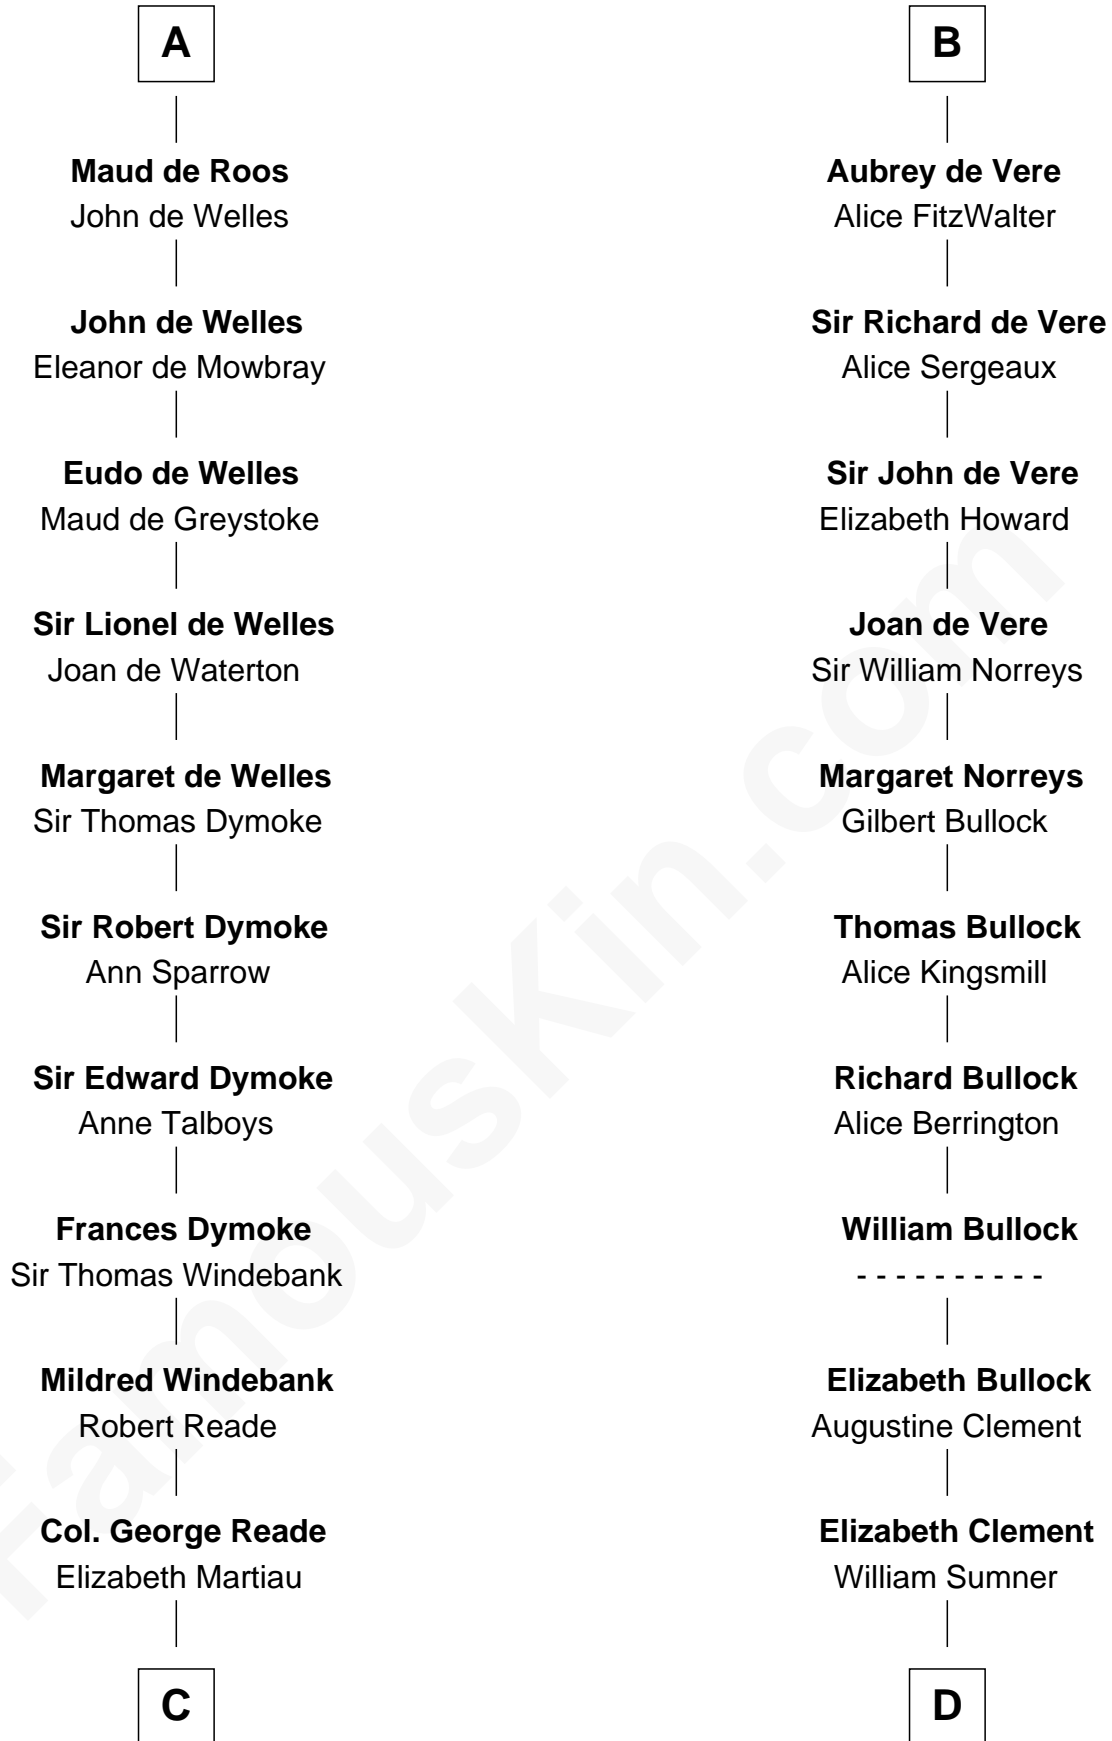 A
Maud de Roos
John de Welles
John de Welles
Eleanor de Mowbray
Eudo de Welles
Maud de Greystoke
Sir Lionel de Welles
Joan de Waterton
Margaret de Welles
Sir Thomas Dymoke
Sir Robert Dymoke
Ann Sparrow
Sir Edward Dymoke
Anne Talboys
Frances Dymoke
Sir Thomas Windebank
Mildred Windebank
Robert Reade
Col. George Reade
Elizabeth Martiau
C
B
Aubrey de Vere
Alice FitzWalter
Sir Richard de Vere
Alice Sergeaux
Sir John de Vere
Elizabeth Howard
Joan de Vere
Sir William Norreys
Margaret Norreys
Gilbert Bullock
Thomas Bullock
Alice Kingsmill
Richard Bullock
Alice Berrington
William Bullock
- - - - - - - - - -
Elizabeth Bullock
Augustine Clement
Elizabeth Clement
William Sumner
D
FamousKin.com